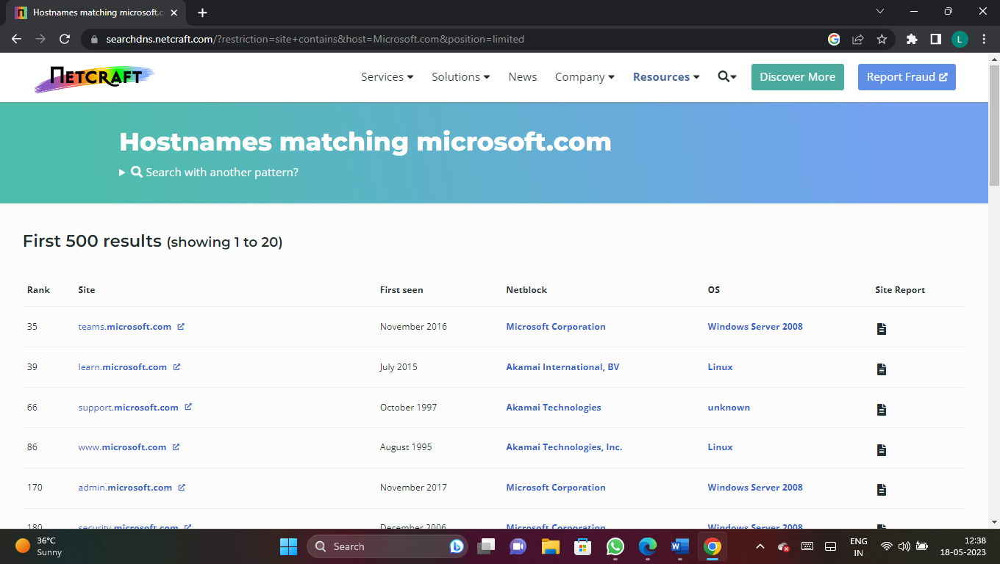 Hostnames matching microsoft.c
searchdns.netcraft.com/?restriction=site+contains&host=Microsoft.com&position=limited
L
NETCRAFT
Services Solutions News Company Resources Discover More Report Fraud
Hostnames matching microsoft.com
Search with another pattern?
First 500 results (showing 1 to 20)
Rank Site First seen Netblock OS Site Report
35 teams.microsoft.com November 2016 Microsoft Corporation Windows Server 2008
39 learn.microsoft.com July 2015 Akamai International, BV Linux
66 support.microsoft.com October 1997 Akamai Technologies unknown
86 www.microsoft.com August 1995 Akamai Technologies, Inc. Linux
170 admin.microsoft.com November 2017 Microsoft Corporation Windows Server 2008
180 security.microsoft.com December 2006 Microsoft Corporation Windows Server 2008
36°C
Sunny
Search
ENG
IN
12:38
18-05-2023